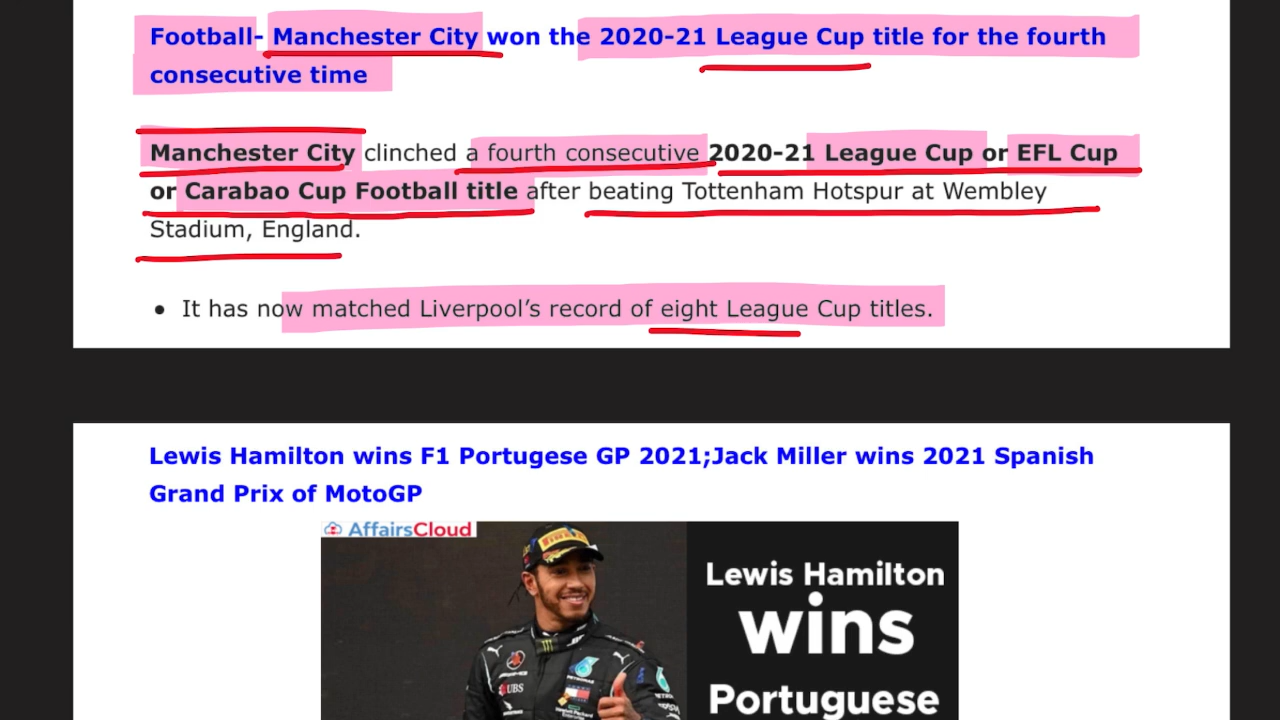 Football- Manchester City won the 2020-21 League Cup title for the fourth
consecutive time
Manchester City clinched a fourth consecutive 2020-21 League Cup or EFL Cup
or Carabao Cup Football title after beating Tottenham Hotspur at Wembley
Stadium, England.
• It has now matched Liverpool’s record of eight League Cup titles.
Lewis Hamilton wins F1 Portugese GP 2021;Jack Miller wins 2021 Spanish
Grand Prix of MotoGP
AffairsCloud
Lewis Hamilton
wins
Portuguese
UBS
PETRONAS